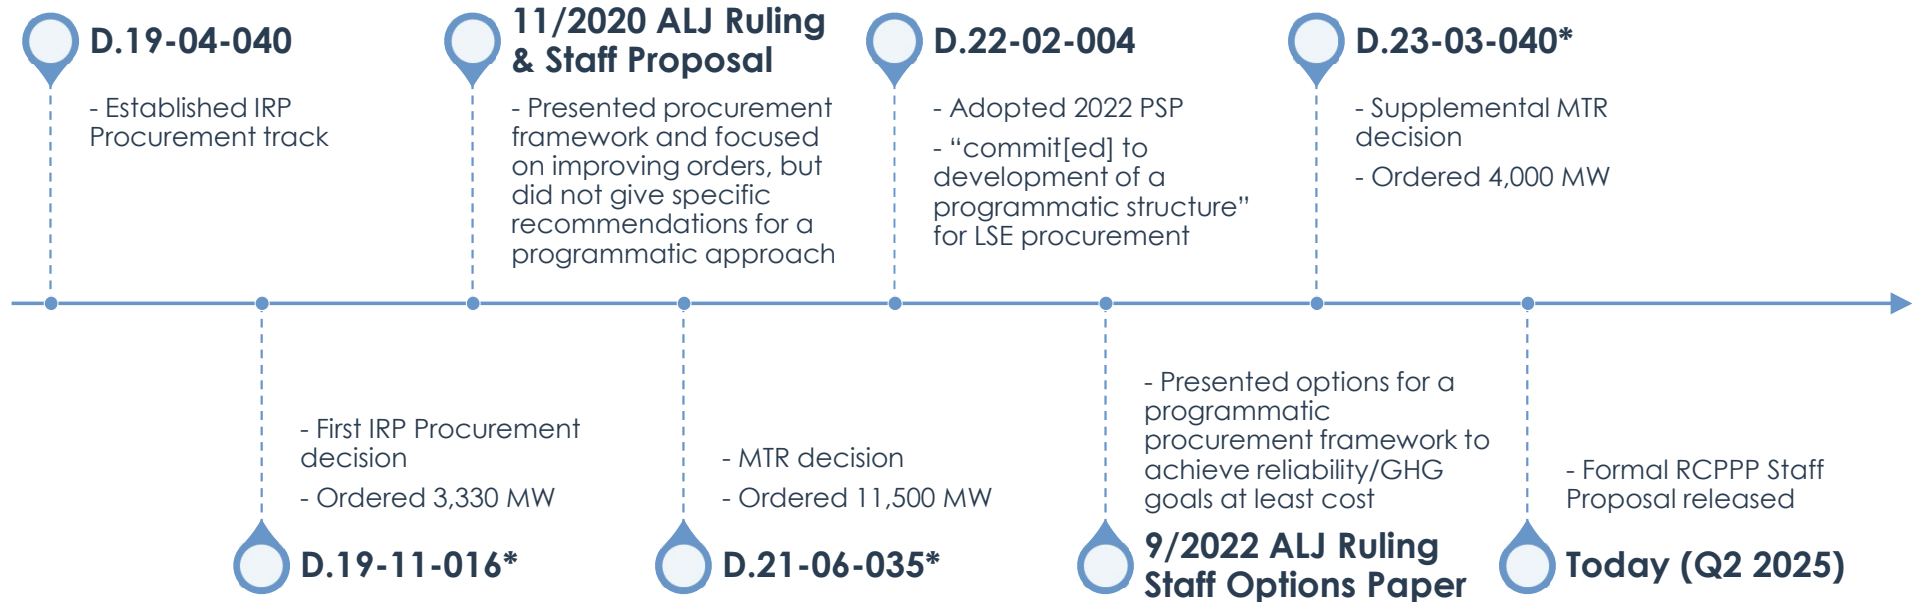 D.19-04-040
- Established IRP
Procurement track
11/2020 ALJ Ruling
& Staff Proposal
- Presented procurement
framework and focused
on improving orders, but
did not give specific
recommendations for a
programmatic approach
D.22-02-004
- Adopted 2022 PSP
- “commit[ed] to
development of a
programmatic structure”
for LSE procurement
D.23-03-040*
- Supplemental MTR
decision
- Ordered 4,000 MW
- First IRP Procurement
decision
- Ordered 3,330 MW
D.19-11-016*
- MTR decision
- Ordered 11,500 MW
D.21-06-035*
- Presented options for a
programmatic
procurement framework to
achieve reliability/GHG
goals at least cost
9/2022 ALJ Ruling
Staff Options Paper
- Formal RCPPP Staff
Proposal released
Today (Q2 2025)